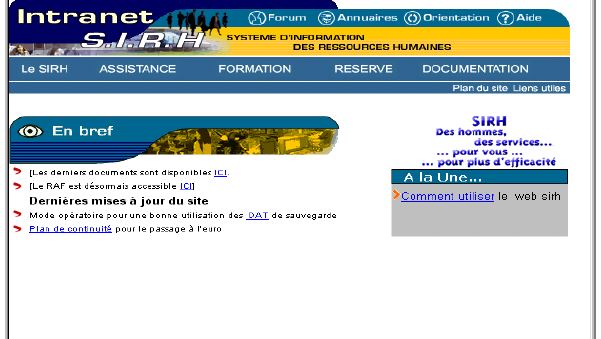 Intranet
Forum Annuaires Orientation Aide
S.I.R.H
SYSTEME D'INFORMATION
DES RESSOURCES HUMAINES
Le SIRH ASSISTANCE FORMATION RESERVE DOCUMENTATION
Plan du site Liens utiles
En bref
[Les derniers documents sont disponibles ICI.
[Le RAF est désormais accessible ICI]
Dernières mises à jour du site
Mode opératoire pour une bonne utilisation des DAT de sauvegarde
Plan de continuité pour le passage à l'euro
SIRH
Des hommes,
des services...
... pour vous ...
... pour plus d'efficacité
A la Une...
Comment utiliser le web sirh